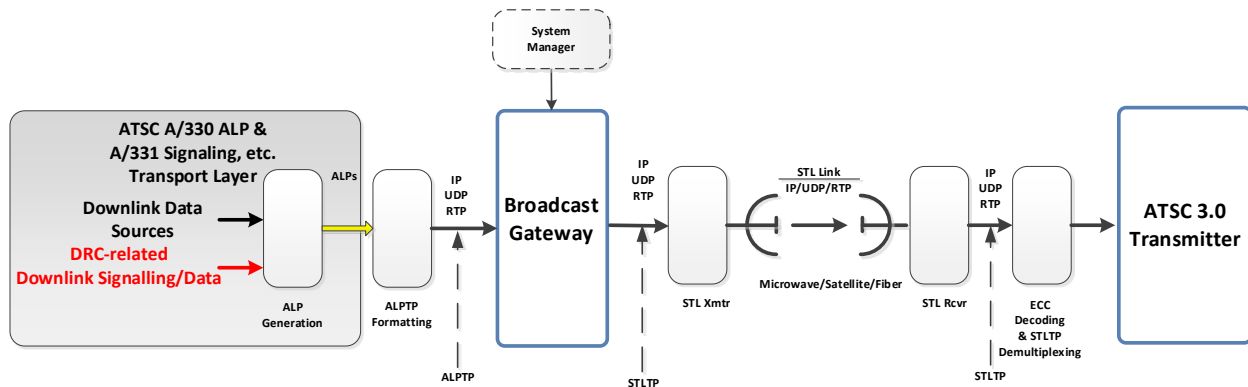 System
Manager
ATSC A/330 ALP &
A/331 Signaling, etc.
Transport Layer
Downlink Data
Sources
DRC-related
Downlink Signalling/Data
ALP
Generation
ALPs
ALPTP
Formatting
IP
UDP
RTP
ALPTP
Broadcast
Gateway
IP
UDP
RTP
STLTP
STL Xmtr
STL Link
IP/UDP/RTP
Microwave/Satellite/Fiber
STL Rcvr
IP
UDP
RTP
STLTP
ECC
Decoding
& STLTP
Demultiplexing
ATSC 3.0
Transmitter